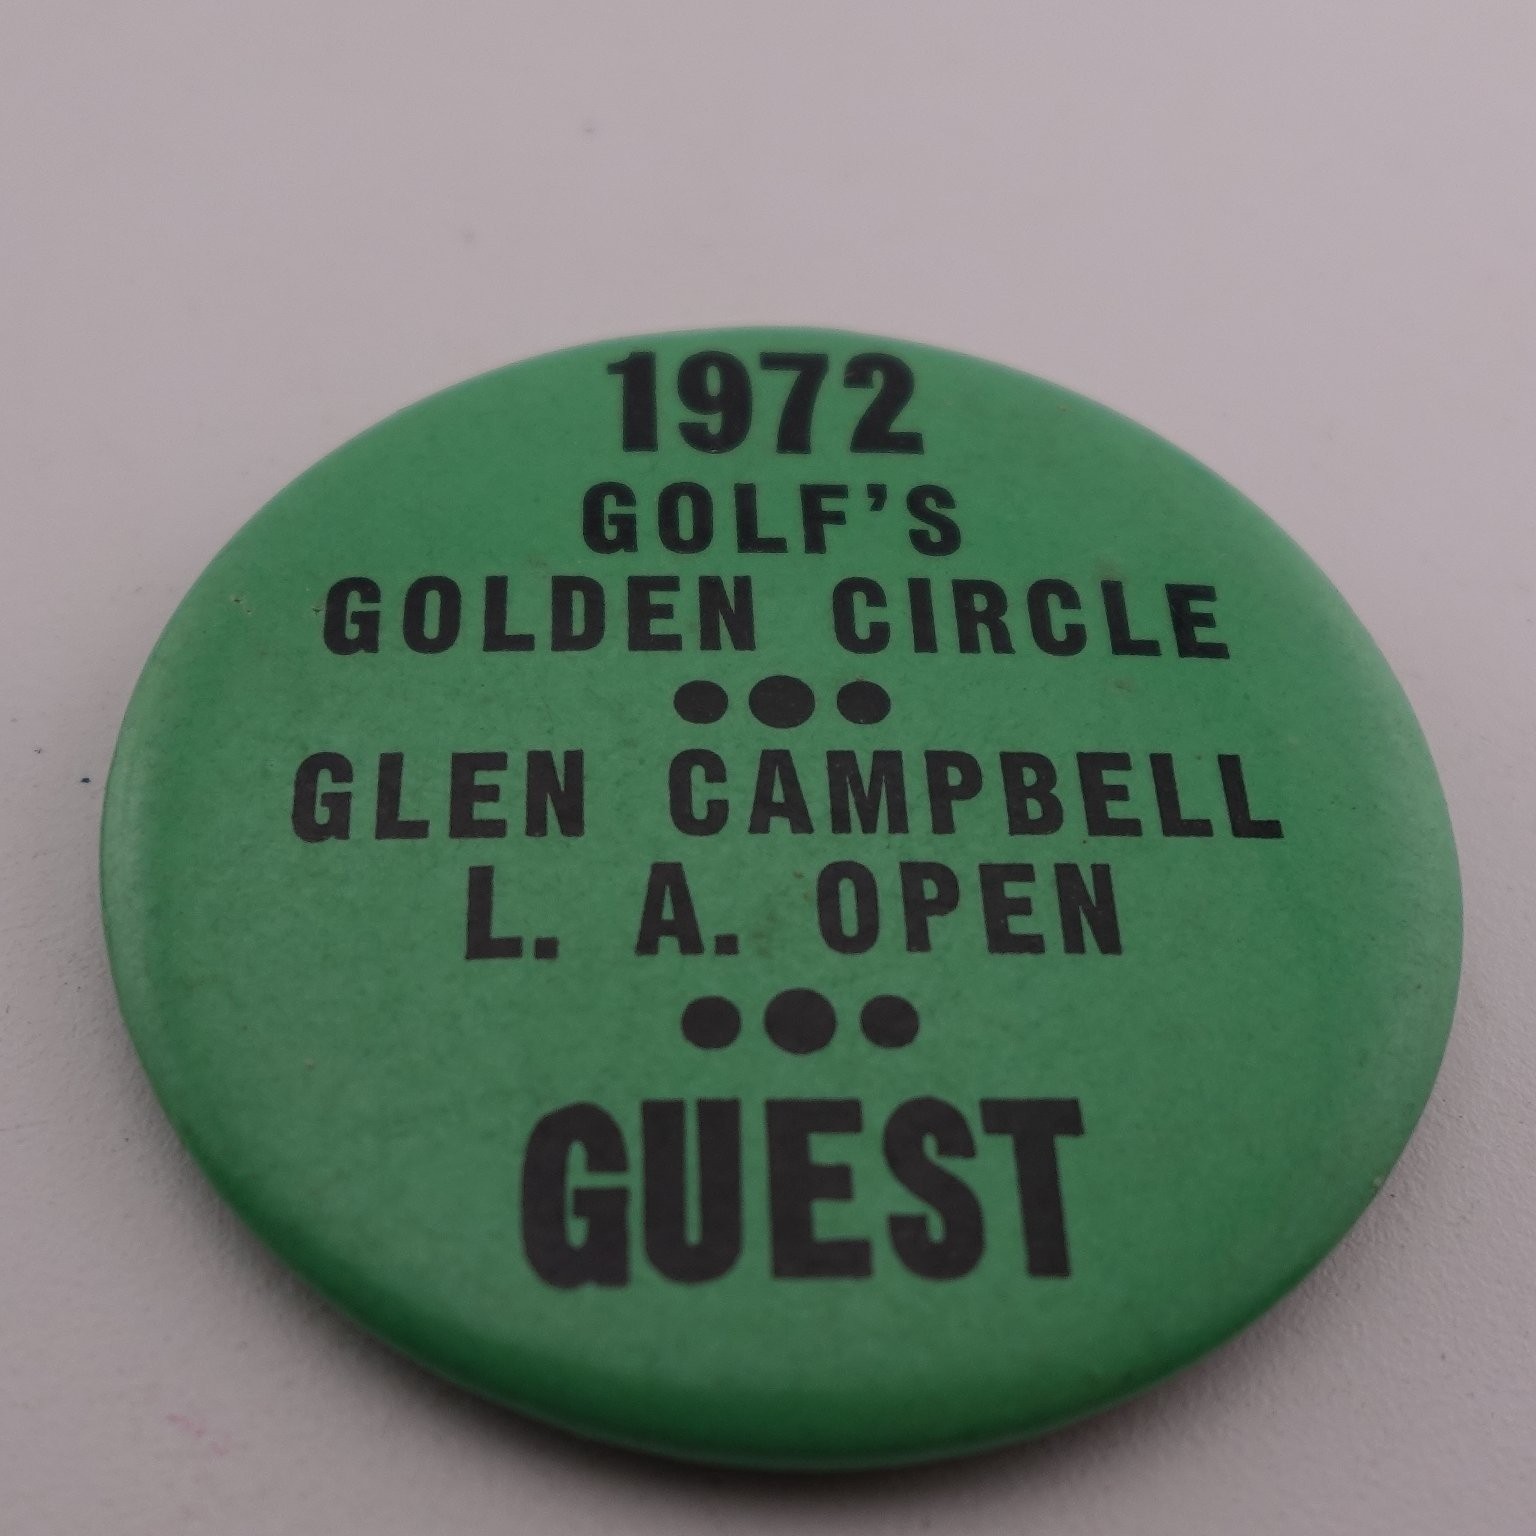 1972
GOLF'S
GOLDEN CIRCLE
GLEN CAMPBELL
L. A. OPEN
GUEST